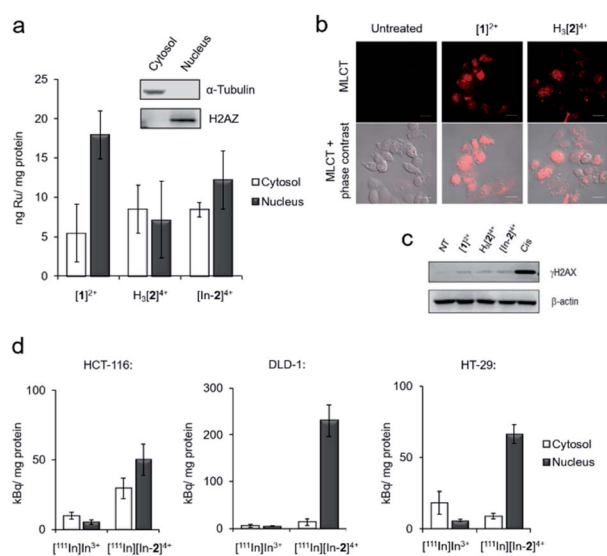 a
Cytosol
Nucleus
α-Tubulin
H2AZ
ng Ru/ mg protein
25
20
15
10
5
0
Cytosol
Nucleus
[1]²⁺
H₃[2]⁴⁺
[In-2]⁴⁺
b
Untreated
[1]²⁺
H₃[2]⁴⁺
MLCT
MLCT +
phase contrast
c
NT
[1]²⁺
H₃[2]⁴⁺
[In-2]⁴⁺
Cis
γH2AX
β-actin
d
HCT-116:
kBq/ mg protein
100
50
0
[¹¹¹In]In³⁺
[¹¹¹In][In-2]⁴⁺
DLD-1:
kBq/ mg protein
300
200
100
0
[¹¹¹In]In³⁺
[¹¹¹In][In-2]⁴⁺
HT-29:
kBq/ mg protein
100
50
0
[¹¹¹In]In³⁺
[¹¹¹In][In-2]⁴⁺
Cytosol
Nucleus